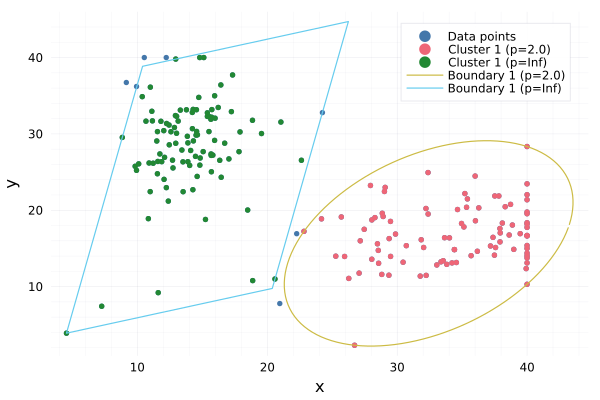 Data points
Cluster 1 (p=2.0)
Cluster 1 (p=Inf)
Boundary 1 (p=2.0)
Boundary 1 (p=Inf)
40
30
20
10
y
10 20 30 40
x